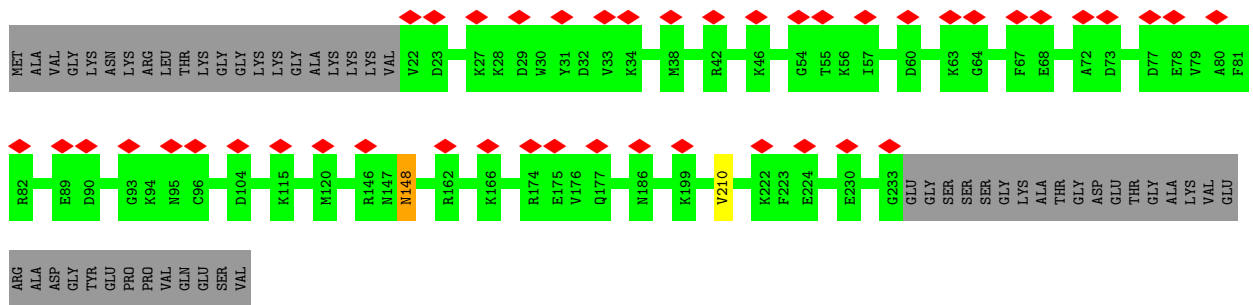 MET ALA VAL GLY LYS ASN LYS ARG LEU THR LYS GLY GLY LYS LYS GLY ALA LYS LYS LYS VAL V22 D23 K27 K28 D29 W30 Y31 D32 V33 K34 M38 R42 K46 G54 T55 K56 I57 D60 K63 G64 F67 E68 A72 D73 D77 E78 V79 A80 F81
R82 E89 D90 G93 K94 N95 C96 D104 K115 M120 R146 N147 N148 R162 K166 R174 E175 V176 Q177 N186 K199 V210 K222 F223 E224 E230 G233 GLU GLY SER SER SER GLY LYS ALA THR GLY ASP GLU THR GLY ALA LYS VAL GLU
ARG ALA ASP GLY TYR GLU PRO PRO VAL GLN GLU SER VAL